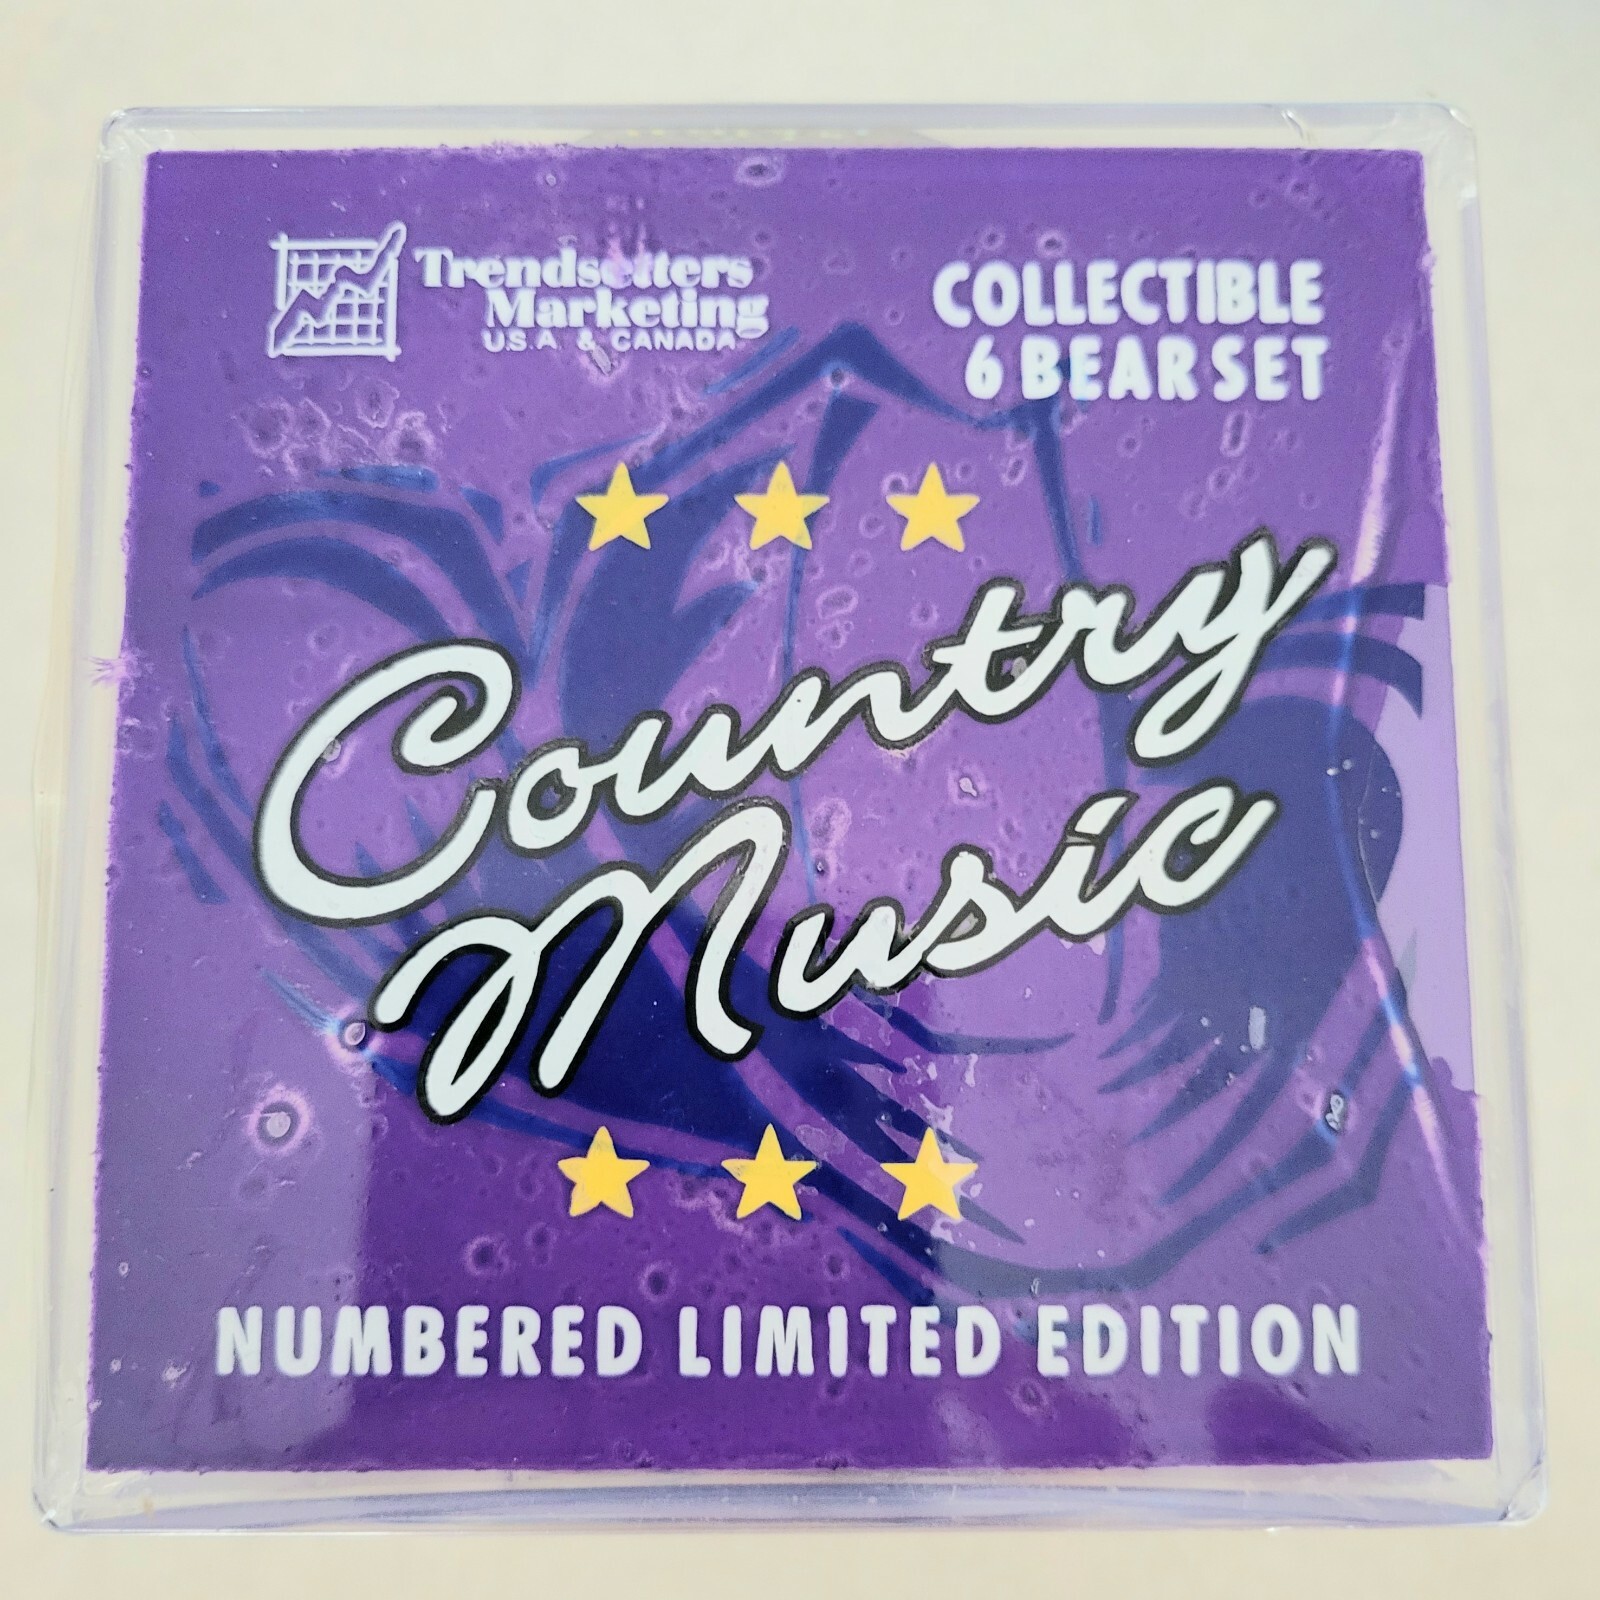 Trendsetters
Marketing
U.S.A. & CANADA
COLLECTIBLE
6 BEAR SET
Country
Music
NUMBERED LIMITED EDITION